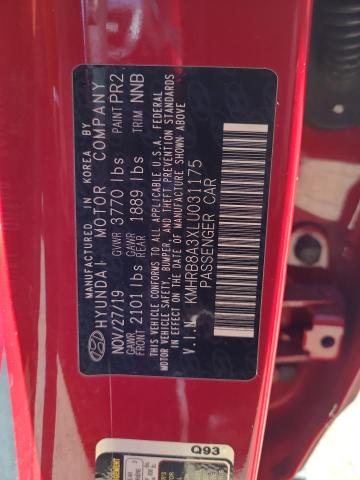 MANUFACTURED IN KOREA BY
HYUNDAI MOTOR COMPANY
NOV/27/19 GVWR 3770 lbs PAINT PR2
GAWR FRONT 2101lbs GAWR REAR 1889 lbs TRIM NNB
THIS VEHICLE CONFORMS TO ALL APPLICABLE U.S.A FEDERAL
MOTOR VEHICLE SAFETY, BUMPER, AND THEFT PREVENTION STANDARDS
IN EFFECT ON THE DATE OF MANUFACTURE SHOWN ABOVE
V.I.N. KMHRB8A3XLU031175
PASSENGER CAR
Q93